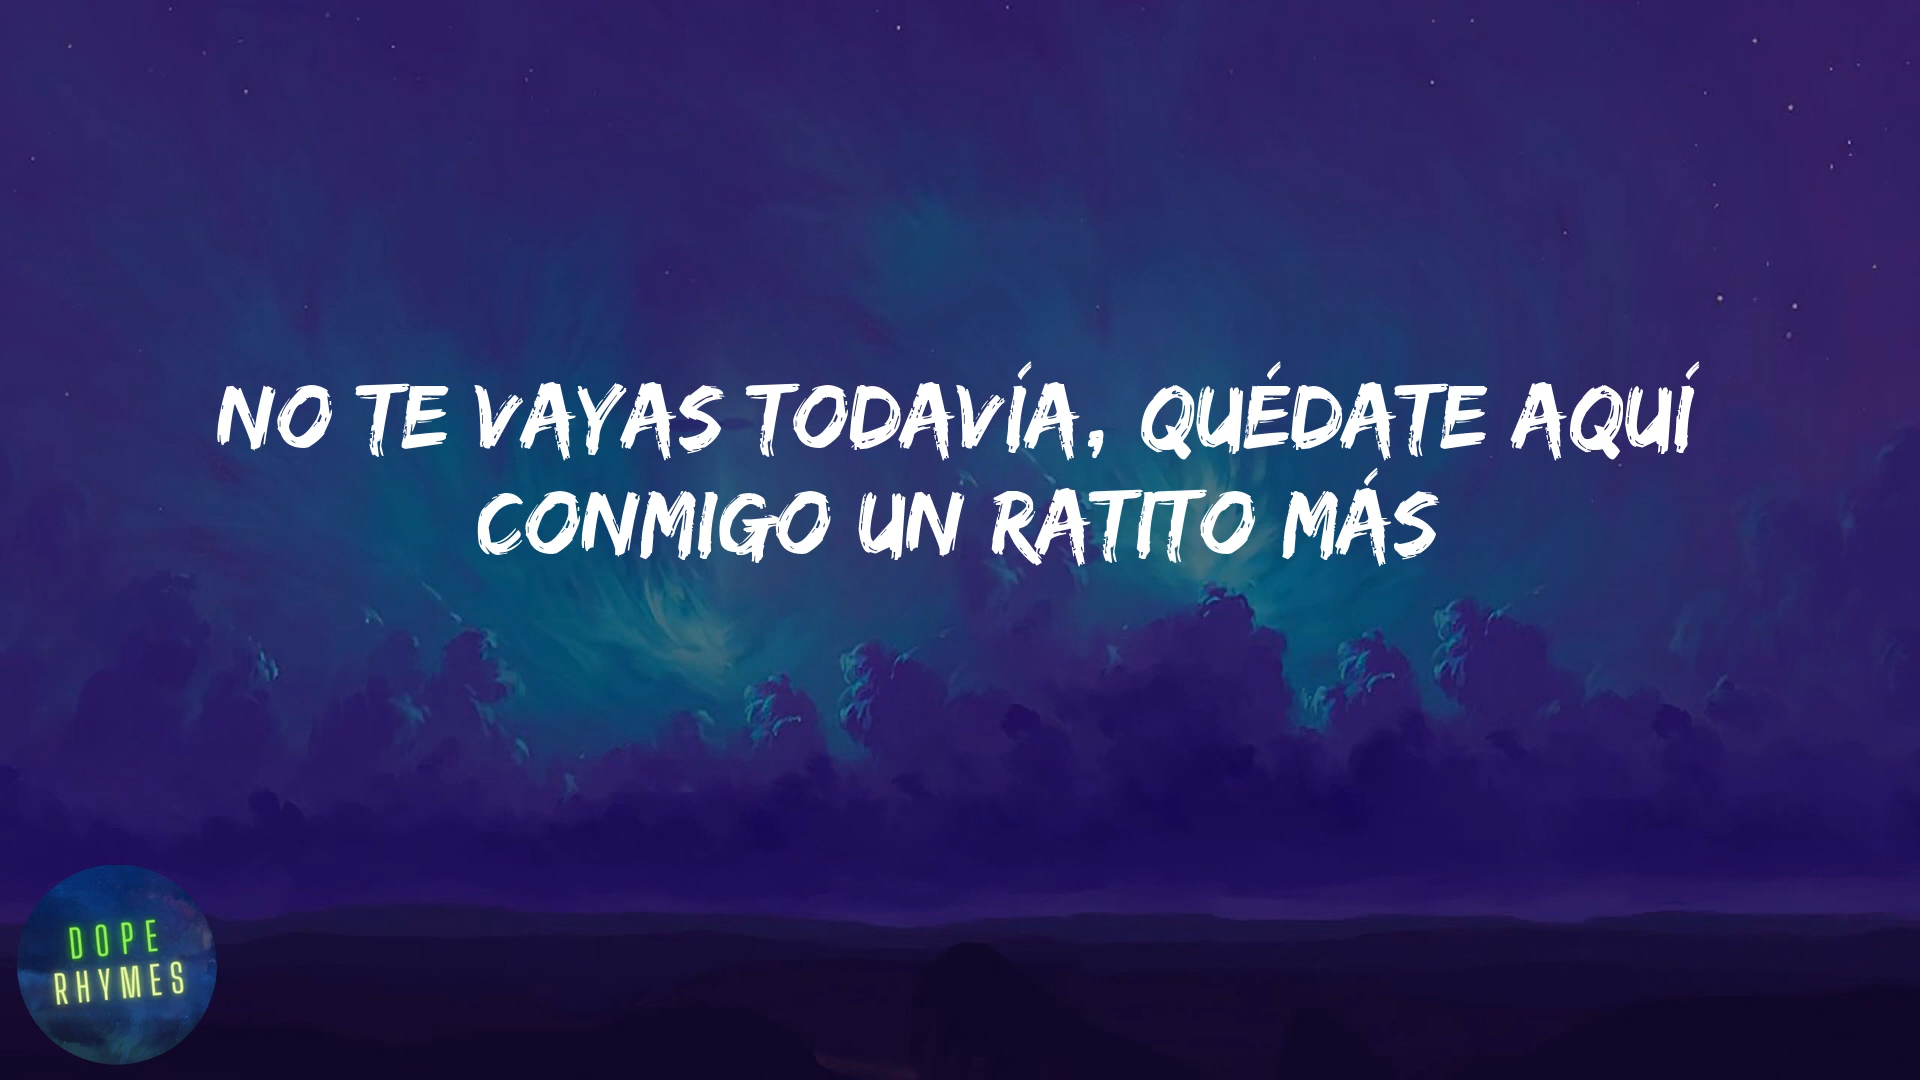 NO TE VAYAS TODAVÍA, QUÉDATE AQUÍ
CONMIGO UN RATITO MÁS
DOPE
RHYMES